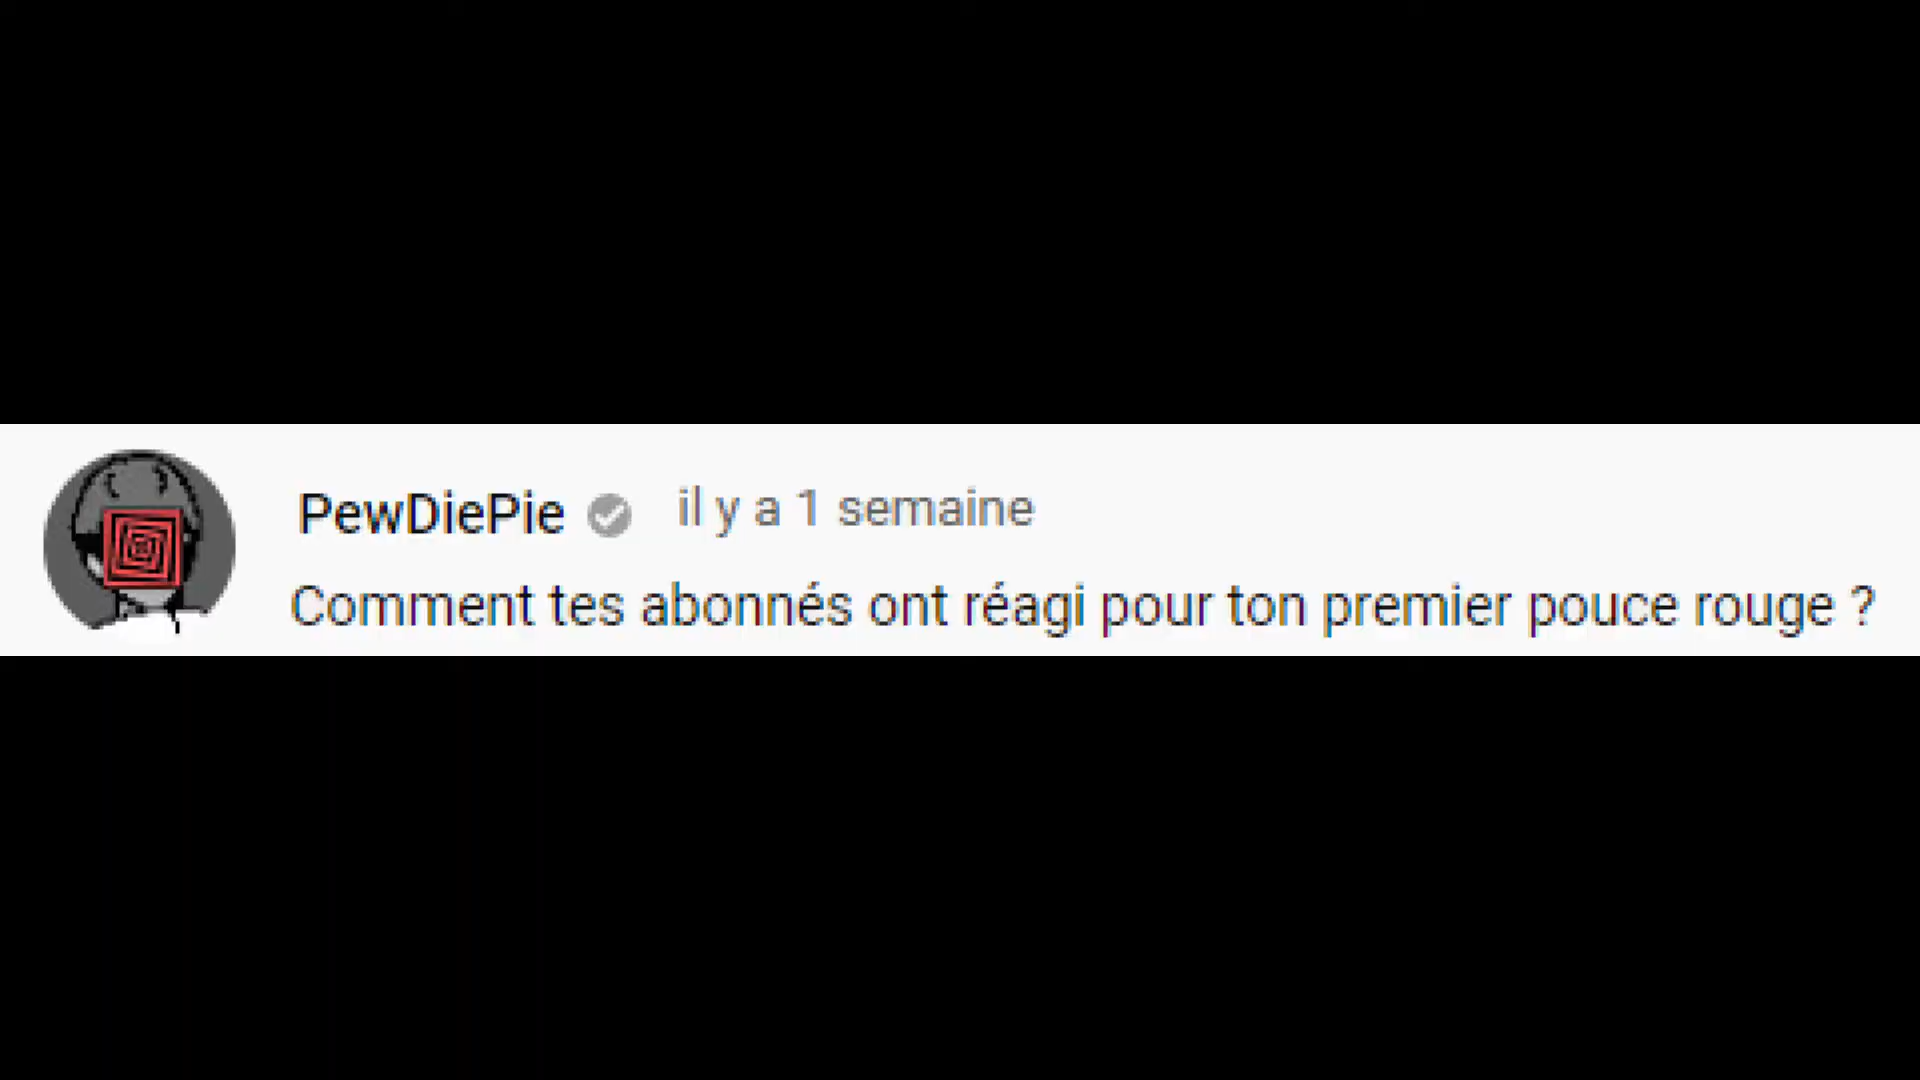 PewDiePie il y a 1 semaine
Comment tes abonnés ont réagi pour ton premier pouce rouge ?